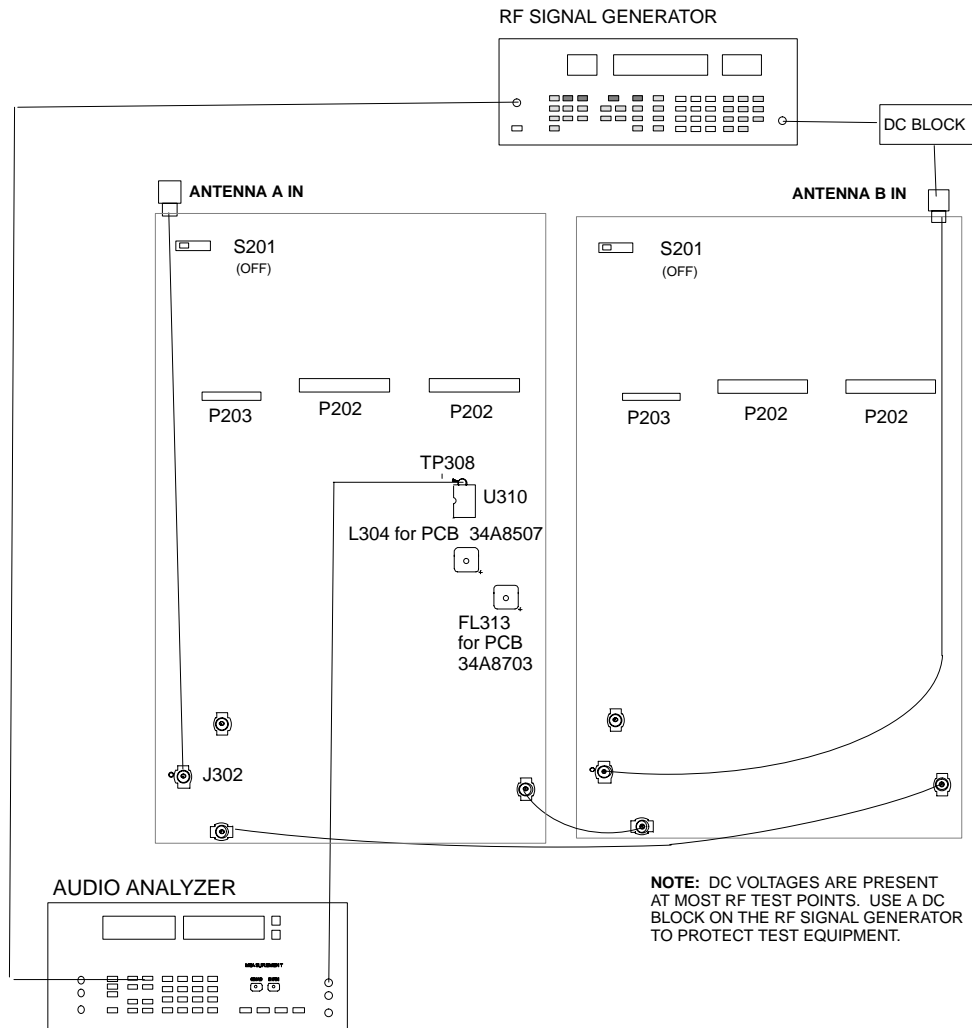 RF SIGNAL GENERATOR
DC BLOCK
ANTENNA A IN
ANTENNA B IN
S201
(OFF)
S201
(OFF)
P203
P202
P202
P203
P202
P202
TP308
U310
L304 for PCB 34A8507
FL313
for PCB
34A8703
J302
AUDIO ANALYZER
MEASUREMENT
NOTE: DC VOLTAGES ARE PRESENT
AT MOST RF TEST POINTS. USE A DC
BLOCK ON THE RF SIGNAL GENERATOR
TO PROTECT TEST EQUIPMENT.